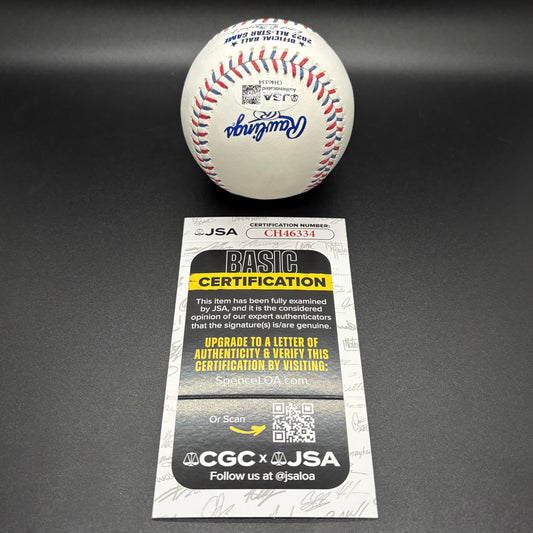 OFFICIAL BALL
2022 ALL-STAR GAME
JSA
Authenticated
CH46334
Rawlings
JSA
CERTIFICATION NUMBER:
CH46334
BASIC
CERTIFICATION
This item has been fully examined
by JSA, and it is the considered
opinion of our expert authenticators
that the signature(s) is/are genuine.
UPGRADE TO A LETTER OF
AUTHENTICITY & VERIFY THIS
CERTIFICATION BY VISITING:
SpenceLOA.com
Or Scan
CGC x JSA
Follow us at @jsaloa